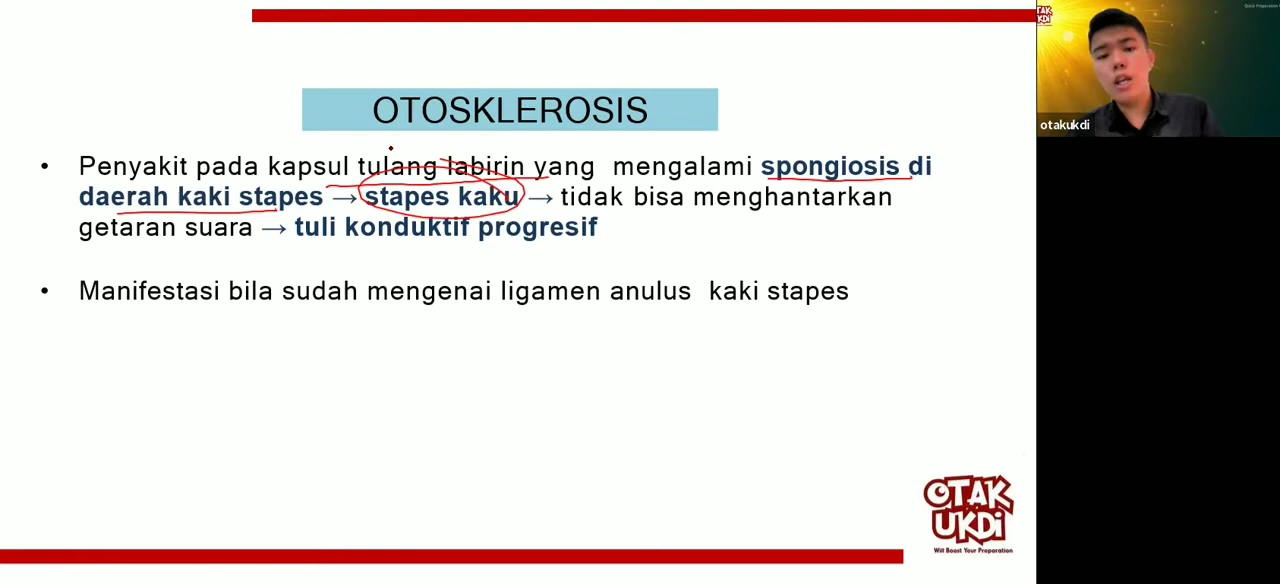 OTOSKLEROSIS
• Penyakit pada kapsul tulang labirin yang mengalami spongiosis di
daerah kaki stapes → stapes kaku → tidak bisa menghantarkan
getaran suara → tuli konduktif progresif
• Manifestasi bila sudah mengenai ligamen anulus kaki stapes
OTAK
UKDI
Will Boost Your Preparation
otakukdi